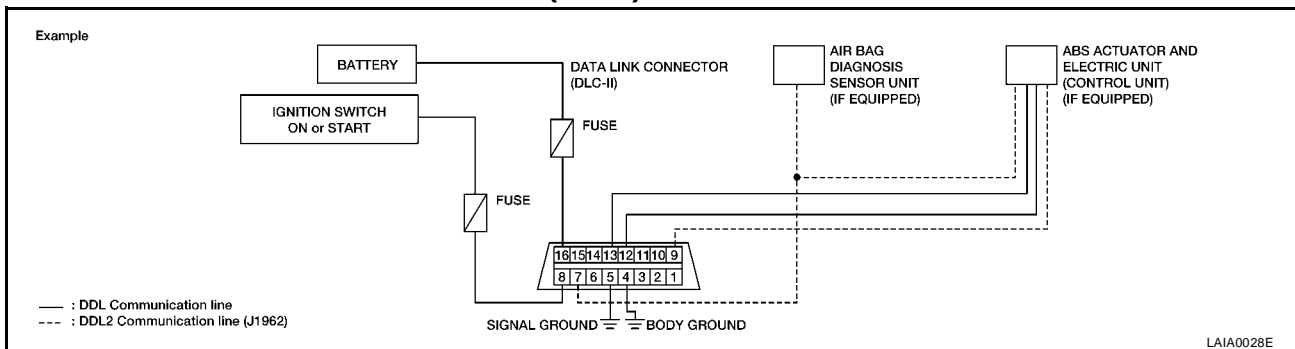 Example
BATTERY
IGNITION SWITCH
ON or START
DATA LINK CONNECTOR
(DLC-II)
FUSE
FUSE
AIR BAG
DIAGNOSIS
SENSOR UNIT
(IF EQUIPPED)
ABS ACTUATOR AND
ELECTRIC UNIT
(CONTROL UNIT)
(IF EQUIPPED)
16 15 14 13 12 11 10 9
8 7 6 5 4 3 2 1
SIGNAL GROUND
BODY GROUND
: DDL Communication line
: DDL2 Communication line (J1962)
LAIA0028E